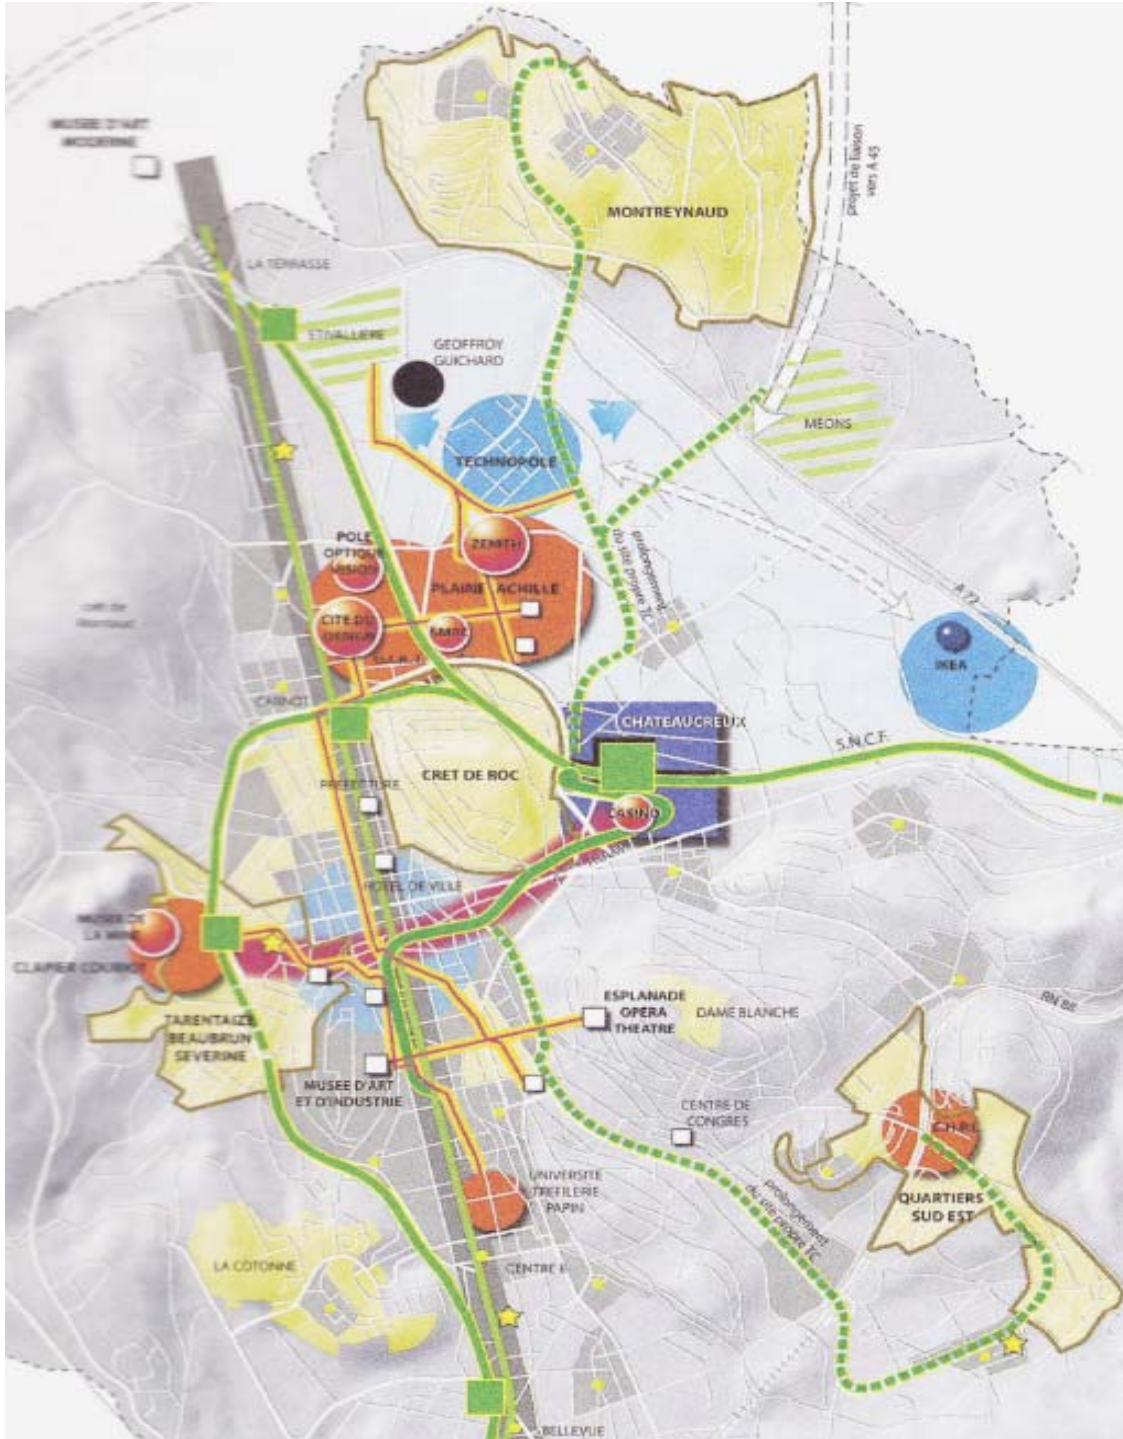 MUSEE D'ART
MODERNE
projet de liaison
vers A 45
MONTREYNAUD
LA TERRASSE
ETIVALLIERE
GEOFFROY
GUICHARD
MEONS
TECHNOPOLE
POLE
OPTIQUE
VISION
ZENITH
prolongement
du site propre TC
PLAINE ACHILLE
A 72
CITE DU
DESIGN
IKEA
CARNOT
CHATEAUCREUX
S.N.C.F.
CRET DE ROC
PREFECTURE
CASINO
HOTEL DE VILLE
MUSEE DE
LA MINE
CLAPIER COURIOT
ESPLANADE
OPERA
THEATRE
DAME BLANCHE
RN 88
TARENTAIZE
BEAUBRUN
SEVERINE
MUSEE D'ART
ET D'INDUSTRIE
CENTRE DE
CONGRES
C.H.P.L.
UNIVERSITE
TREFILERIE
PAPIN
prolongement
du site propre TC
QUARTIERS
SUD EST
LA COTONNE
CENTRE II
BELLEVUE